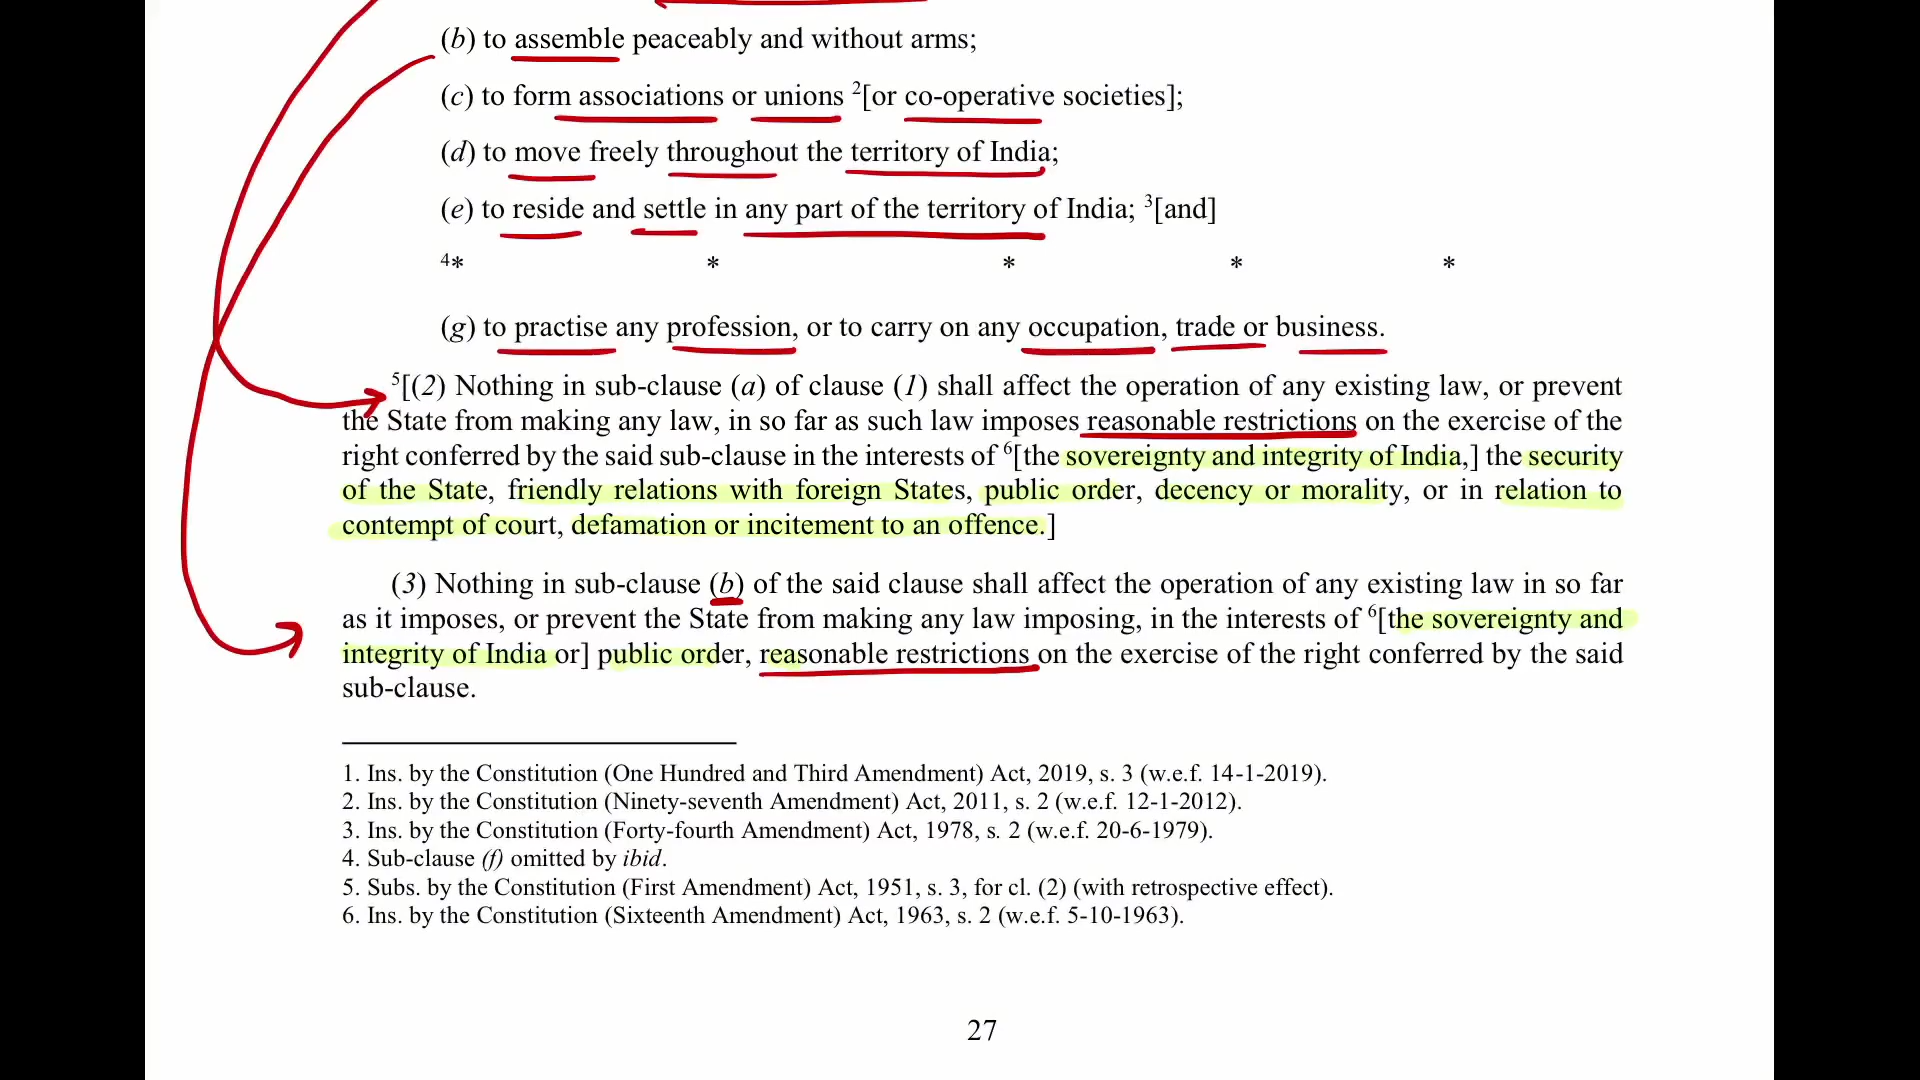 (b) to assemble peaceably and without arms;
(c) to form associations or unions 2[or co-operative societies];
(d) to move freely throughout the territory of India;
(e) to reside and settle in any part of the territory of India; 3[and]
4* * * * *
(g) to practise any profession, or to carry on any occupation, trade or business.
5[(2) Nothing in sub-clause (a) of clause (1) shall affect the operation of any existing law, or prevent
the State from making any law, in so far as such law imposes reasonable restrictions on the exercise of the
right conferred by the said sub-clause in the interests of 6[the sovereignty and integrity of India,] the security
of the State, friendly relations with foreign States, public order, decency or morality, or in relation to
contempt of court, defamation or incitement to an offence.]
(3) Nothing in sub-clause (b) of the said clause shall affect the operation of any existing law in so far
as it imposes, or prevent the State from making any law imposing, in the interests of 6[the sovereignty and
integrity of India or] public order, reasonable restrictions on the exercise of the right conferred by the said
sub-clause.
1. Ins. by the Constitution (One Hundred and Third Amendment) Act, 2019, s. 3 (w.e.f. 14-1-2019).
2. Ins. by the Constitution (Ninety-seventh Amendment) Act, 2011, s. 2 (w.e.f. 12-1-2012).
3. Ins. by the Constitution (Forty-fourth Amendment) Act, 1978, s. 2 (w.e.f. 20-6-1979).
4. Sub-clause (f) omitted by ibid.
5. Subs. by the Constitution (First Amendment) Act, 1951, s. 3, for cl. (2) (with retrospective effect).
6. Ins. by the Constitution (Sixteenth Amendment) Act, 1963, s. 2 (w.e.f. 5-10-1963).
27